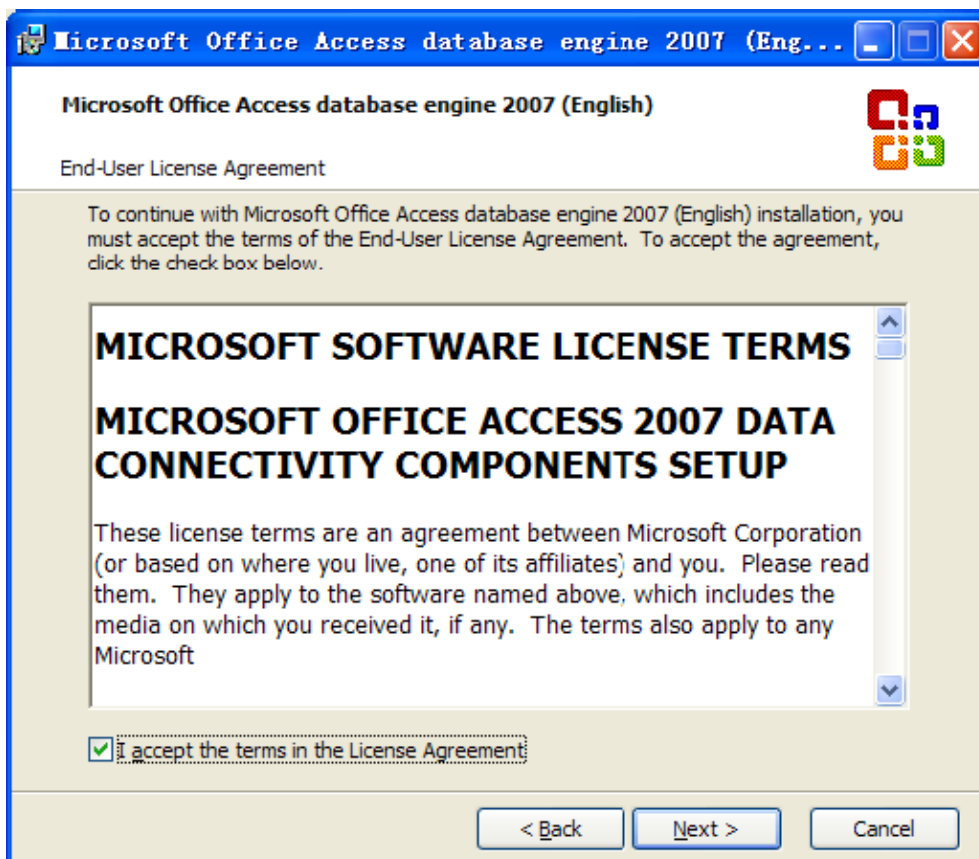 Microsoft Office Access database engine 2007 (Eng...
Microsoft Office Access database engine 2007 (English)
End-User License Agreement
To continue with Microsoft Office Access database engine 2007 (English) installation, you
must accept the terms of the End-User License Agreement.  To accept the agreement,
click the check box below.
MICROSOFT SOFTWARE LICENSE TERMS
MICROSOFT OFFICE ACCESS 2007 DATA
CONNECTIVITY COMPONENTS SETUP
These license terms are an agreement between Microsoft Corporation
(or based on where you live, one of its affiliates) and you.  Please read
them.  They apply to the software named above, which includes the
media on which you received it, if any.  The terms also apply to any
Microsoft
I accept the terms in the License Agreement
< Back Next > Cancel